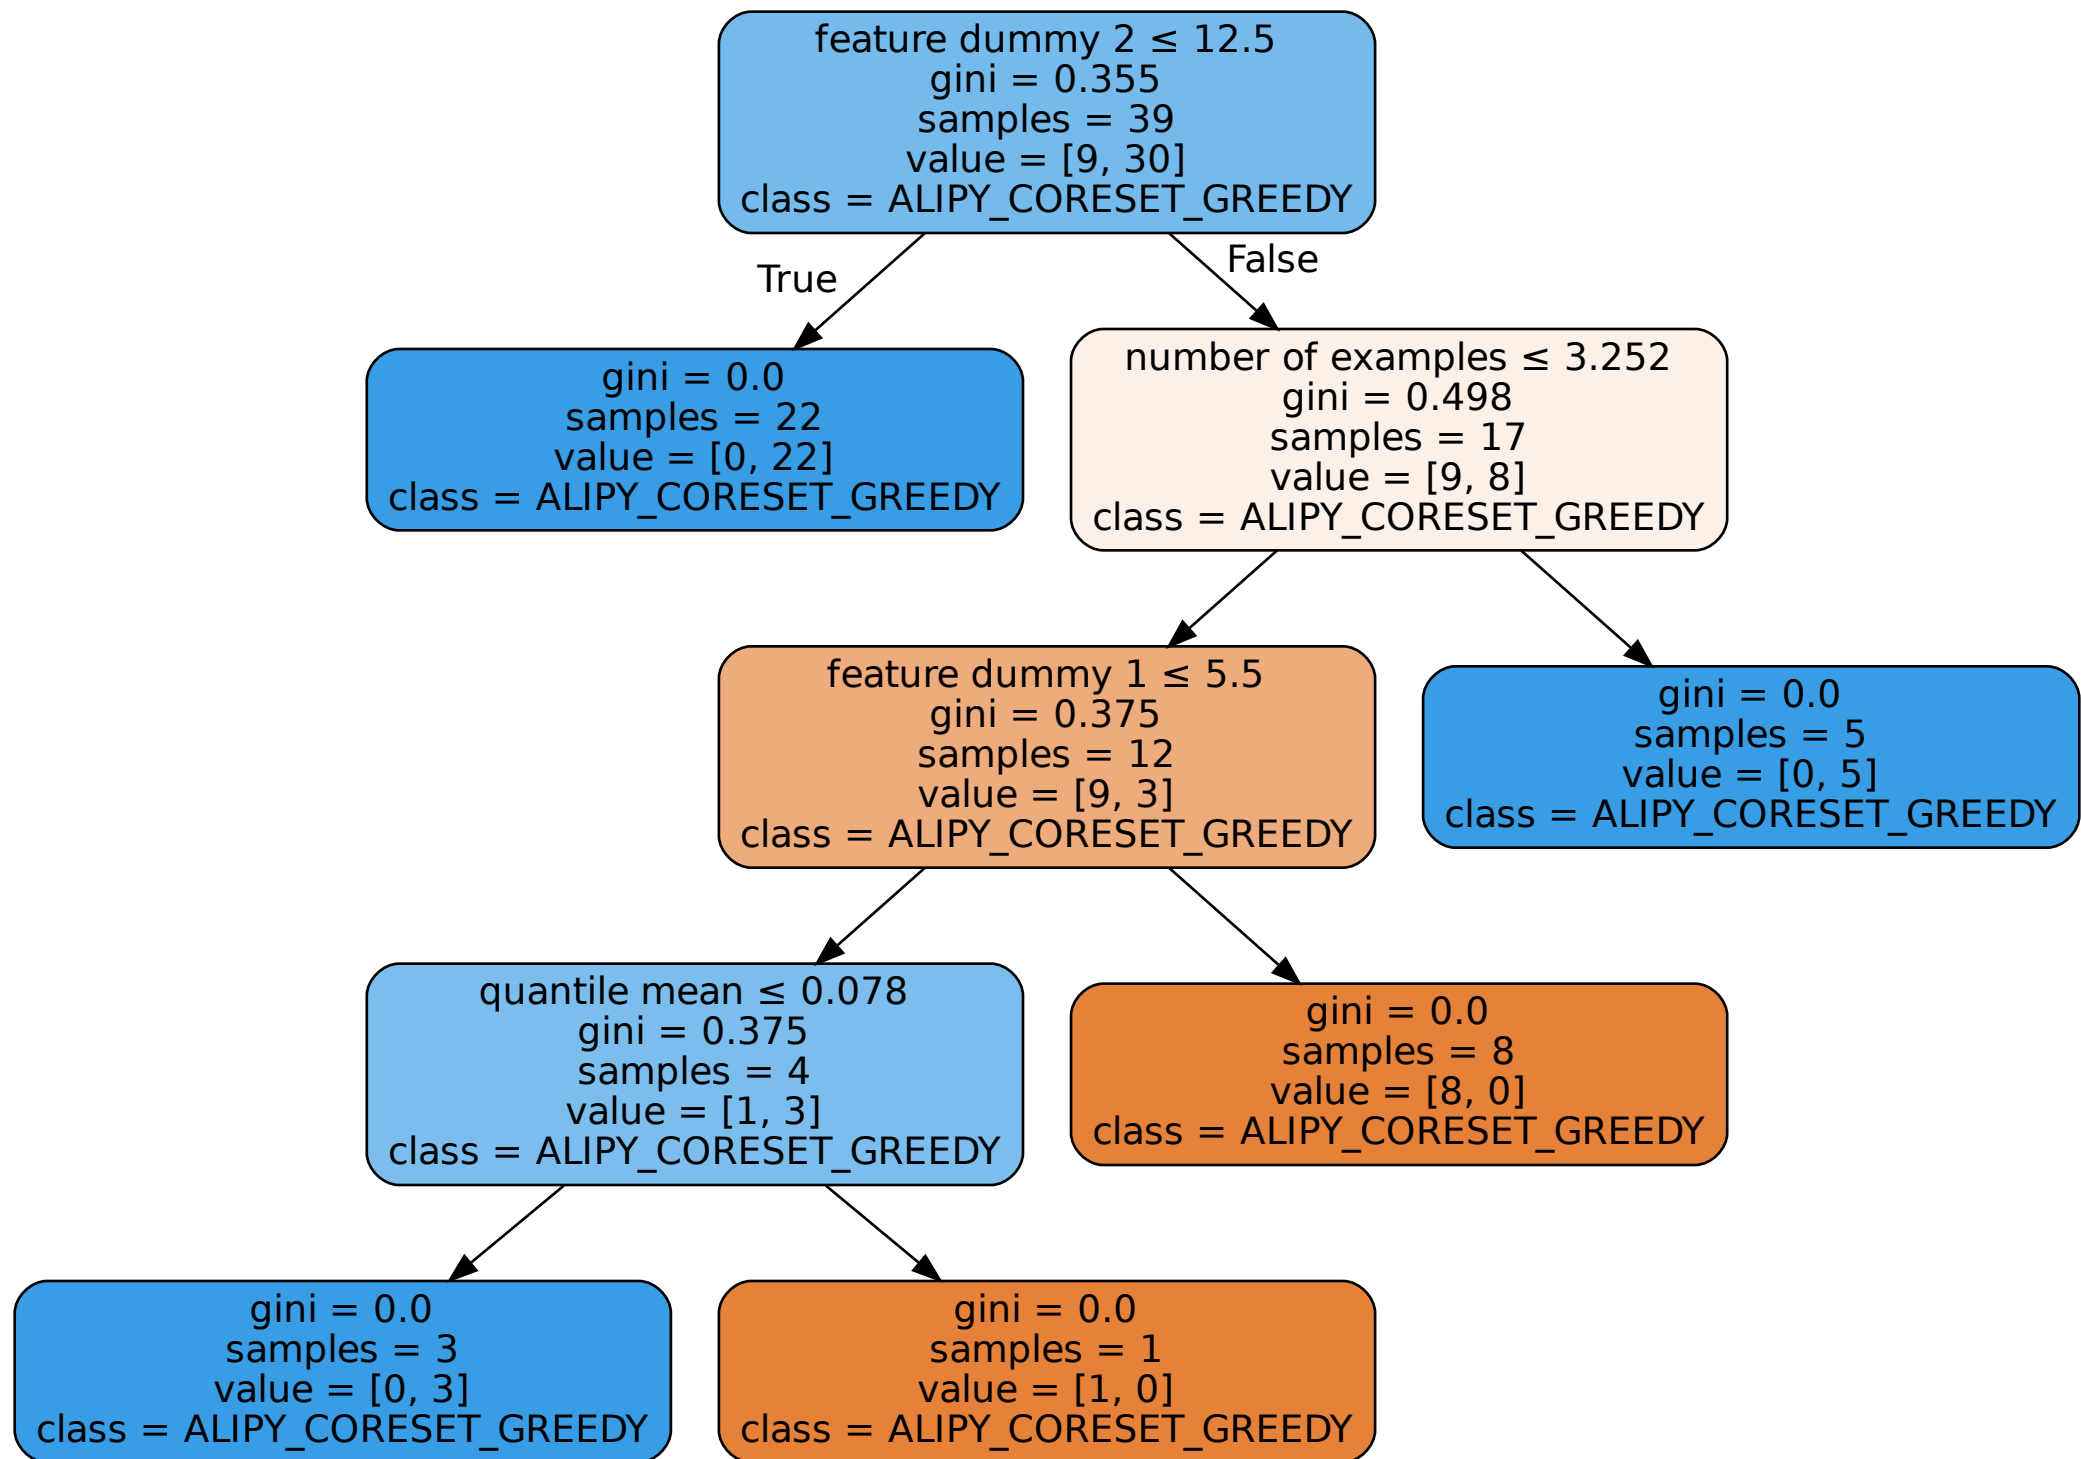 feature dummy 2 ≤ 12.5
gini = 0.355
samples = 39
value = [9, 30]
class = ALIPY_CORESET_GREEDY
True
False
gini = 0.0
samples = 22
value = [0, 22]
class = ALIPY_CORESET_GREEDY
number of examples ≤ 3.252
gini = 0.498
samples = 17
value = [9, 8]
class = ALIPY_CORESET_GREEDY
feature dummy 1 ≤ 5.5
gini = 0.375
samples = 12
value = [9, 3]
class = ALIPY_CORESET_GREEDY
gini = 0.0
samples = 5
value = [0, 5]
class = ALIPY_CORESET_GREEDY
quantile mean ≤ 0.078
gini = 0.375
samples = 4
value = [1, 3]
class = ALIPY_CORESET_GREEDY
gini = 0.0
samples = 8
value = [8, 0]
class = ALIPY_CORESET_GREEDY
gini = 0.0
samples = 3
value = [0, 3]
class = ALIPY_CORESET_GREEDY
gini = 0.0
samples = 1
value = [1, 0]
class = ALIPY_CORESET_GREEDY